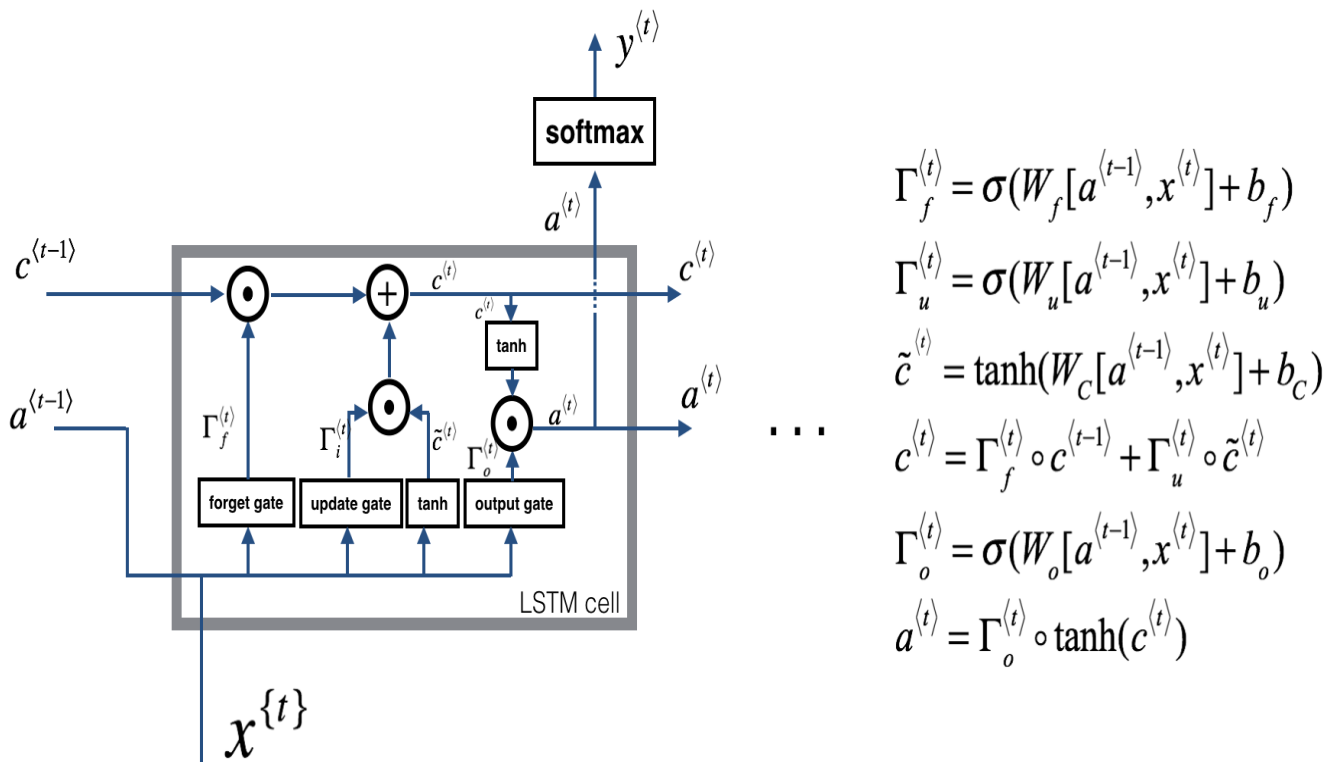 y⟨t⟩
softmax
a⟨t⟩
c⟨t−1⟩
c⟨t⟩
c⟨t⟩
c⟨t⟩
tanh
a⟨t−1⟩
Γf⟨t⟩
Γi⟨t⟩
c̃⟨t⟩
Γo⟨t⟩
a⟨t⟩
a⟨t⟩
...
forget gate
update gate
tanh
output gate
LSTM cell
x{t}
Γf⟨t⟩ = σ(Wf[a⟨t−1⟩, x⟨t⟩] + bf)
Γu⟨t⟩ = σ(Wu[a⟨t−1⟩, x⟨t⟩] + bu)
c̃⟨t⟩ = tanh(WC[a⟨t−1⟩, x⟨t⟩] + bC)
c⟨t⟩ = Γf⟨t⟩ ∘ c⟨t−1⟩ + Γu⟨t⟩ ∘ c̃⟨t⟩
Γo⟨t⟩ = σ(Wo[a⟨t−1⟩, x⟨t⟩] + bo)
a⟨t⟩ = Γo⟨t⟩ ∘ tanh(c⟨t⟩)